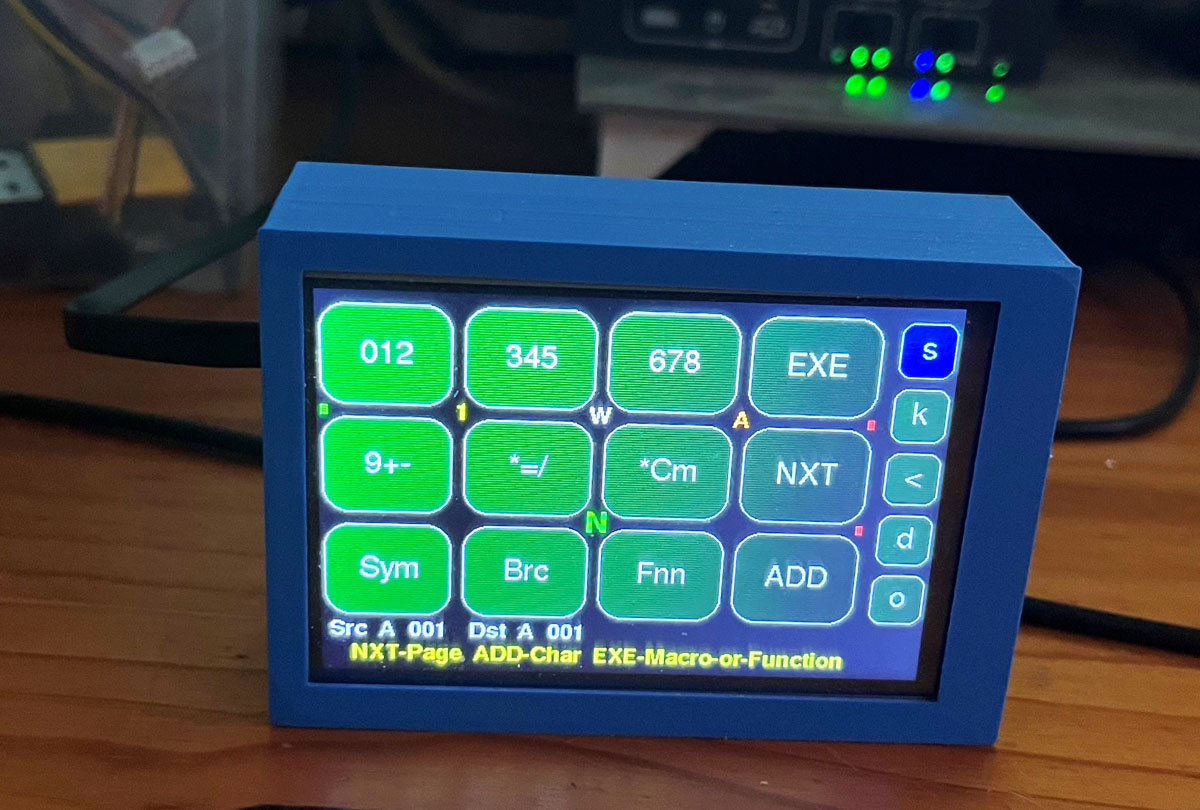 012 345 678 EXE s
k
1 W A
9+- *=/ *Cm NXT <
N
d
Sym Brc Fnn ADD o
Src A 001 Dst A 001
NXT-Page ADD-Char EXE-Macro-or-Function